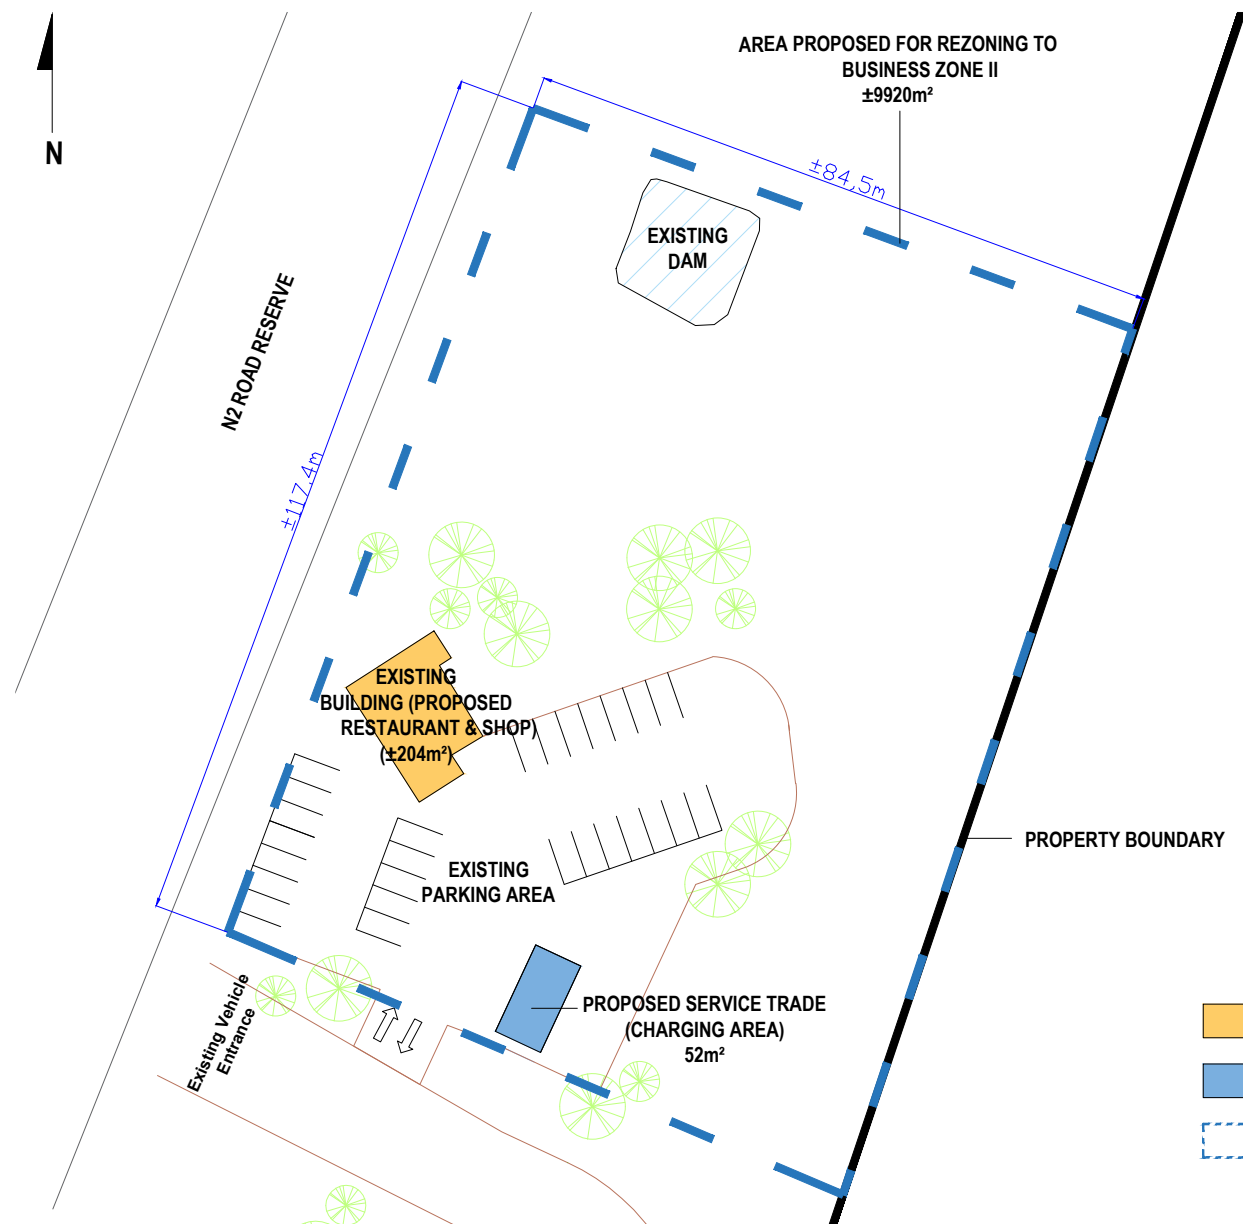 AREA PROPOSED FOR REZONING TO
BUSINESS ZONE II
±9920m²
N
±84,5m
EXISTING
DAM
N2 ROAD RESERVE
±117,4m
EXISTING
BUILDING (PROPOSED
RESTAURANT & SHOP)
(±204m²)
PROPERTY BOUNDARY
EXISTING
PARKING AREA
PROPOSED SERVICE TRADE
(CHARGING AREA)
52m²
Existing Vehicle
Entrance